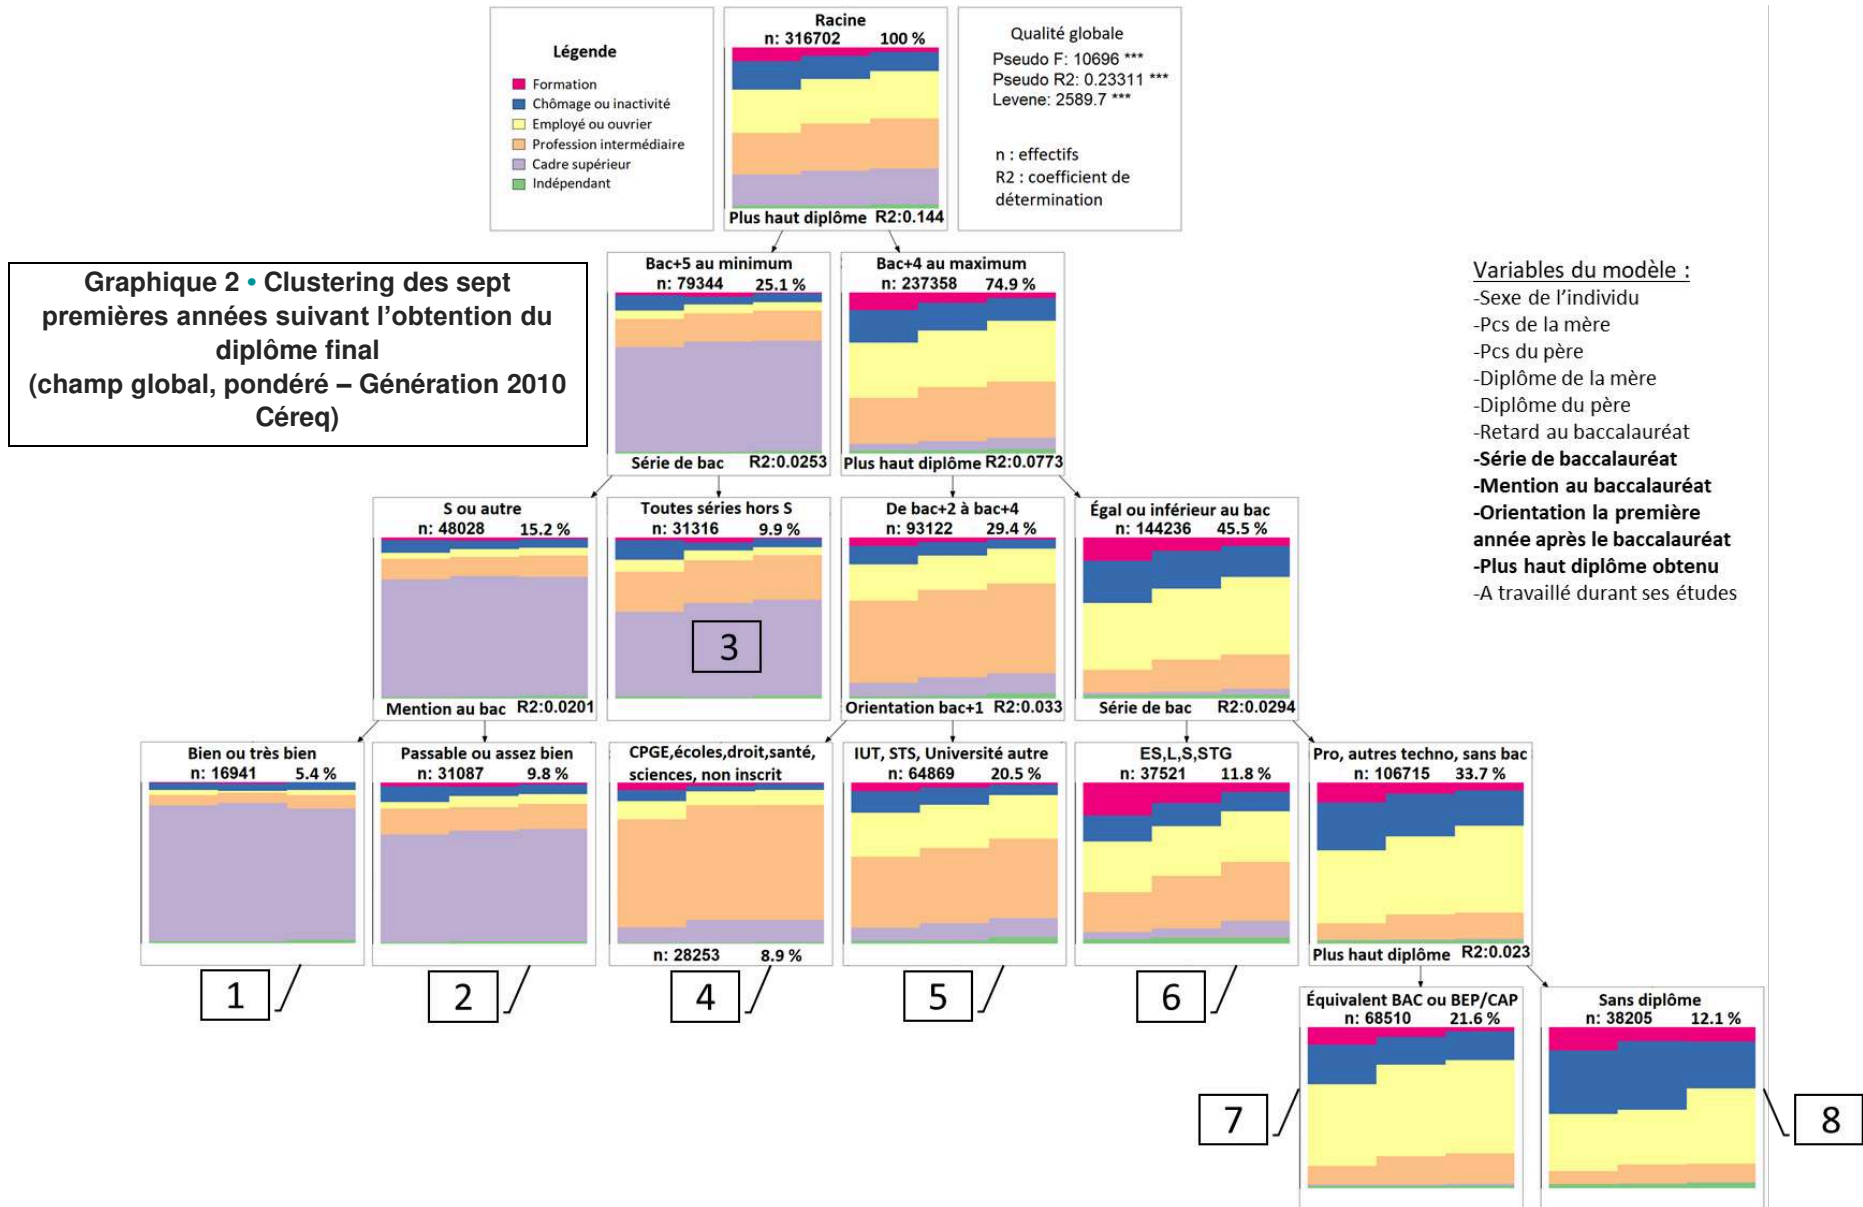 Légende
Formation
Chômage ou inactivité
Employé ou ouvrier
Profession intermédiaire
Cadre supérieur
Indépendant
Racine
n: 316702 100 %
Plus haut diplôme R2:0.144
Qualité globale
Pseudo F: 10696 ***
Pseudo R2: 0.23311 ***
Levene: 2589.7 ***
n : effectifs
R2 : coefficient de
détermination
Graphique 2 • Clustering des sept
premières années suivant l’obtention du
diplôme final
(champ global, pondéré – Génération 2010
Céreq)
Bac+5 au minimum
n: 79344 25.1 %
Série de bac R2:0.0253
Bac+4 au maximum
n: 237358 74.9 %
Plus haut diplôme R2:0.0773
Variables du modèle :
-Sexe de l’individu
-Pcs de la mère
-Pcs du père
-Diplôme de la mère
-Diplôme du père
-Retard au baccalauréat
-Série de baccalauréat
-Mention au baccalauréat
-Orientation la première
année après le baccalauréat
-Plus haut diplôme obtenu
-A travaillé durant ses études
S ou autre
n: 48028 15.2 %
Mention au bac R2:0.0201
Toutes séries hors S
n: 31316 9.9 %
3
De bac+2 à bac+4
n: 93122 29.4 %
Orientation bac+1 R2:0.033
Égal ou inférieur au bac
n: 144236 45.5 %
Série de bac R2:0.0294
Bien ou très bien
n: 16941 5.4 %
1
Passable ou assez bien
n: 31087 9.8 %
2
CPGE,écoles,droit,santé,
sciences, non inscrit
n: 28253 8.9 %
4
IUT, STS, Université autre
n: 64869 20.5 %
5
ES,L,S,STG
n: 37521 11.8 %
6
Pro, autres techno, sans bac
n: 106715 33.7 %
Plus haut diplôme R2:0.023
Équivalent BAC ou BEP/CAP
n: 68510 21.6 %
7
Sans diplôme
n: 38205 12.1 %
8